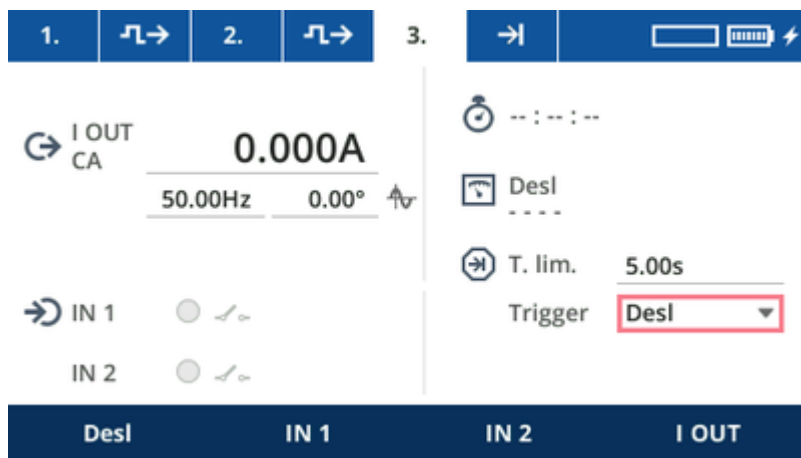 1. 2. 3.
I OUT
CA
0.000A
50.00Hz 0.00°
IN 1
IN 2
-- : -- : --
Desl
- - - -
T. lim. 5.00s
Trigger Desl
Desl IN 1 IN 2 I OUT